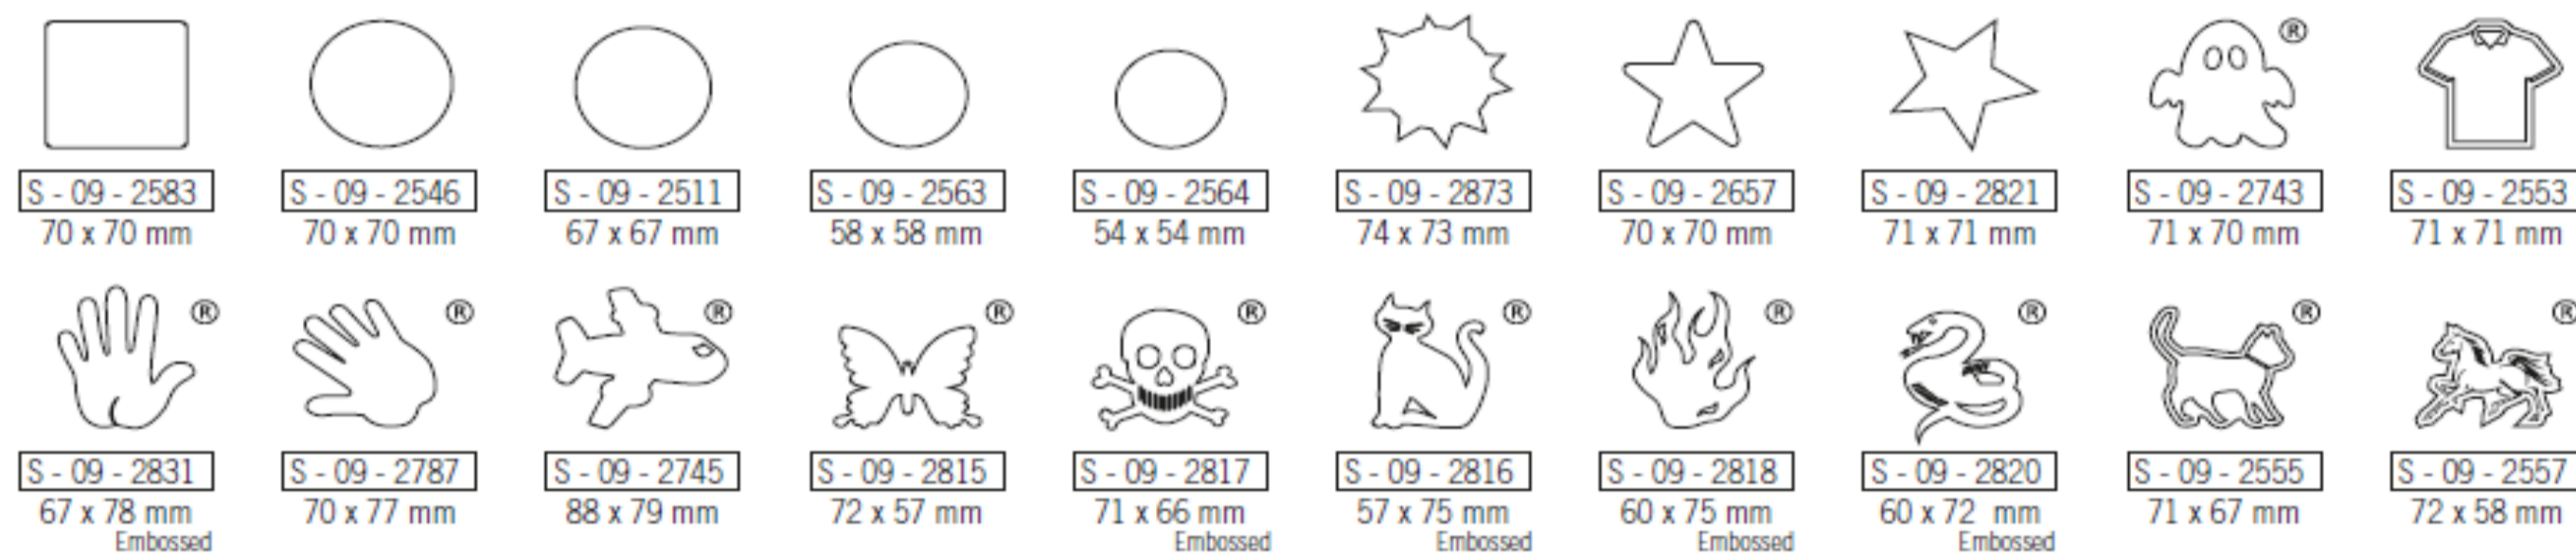 ®
S - 09 - 2583 S - 09 - 2546 S - 09 - 2511 S - 09 - 2563 S - 09 - 2564 S - 09 - 2873 S - 09 - 2657 S - 09 - 2821 S - 09 - 2743 S - 09 - 2553
70 x 70 mm 70 x 70 mm 67 x 67 mm 58 x 58 mm 54 x 54 mm 74 x 73 mm 70 x 70 mm 71 x 71 mm 71 x 70 mm 71 x 71 mm
® ® ® ® ® ® ® ® ® ®
S - 09 - 2831 S - 09 - 2787 S - 09 - 2745 S - 09 - 2815 S - 09 - 2817 S - 09 - 2816 S - 09 - 2818 S - 09 - 2820 S - 09 - 2555 S - 09 - 2557
67 x 78 mm 70 x 77 mm 88 x 79 mm 72 x 57 mm 71 x 66 mm 57 x 75 mm 60 x 75 mm 60 x 72 mm 71 x 67 mm 72 x 58 mm
Embossed Embossed Embossed Embossed Embossed